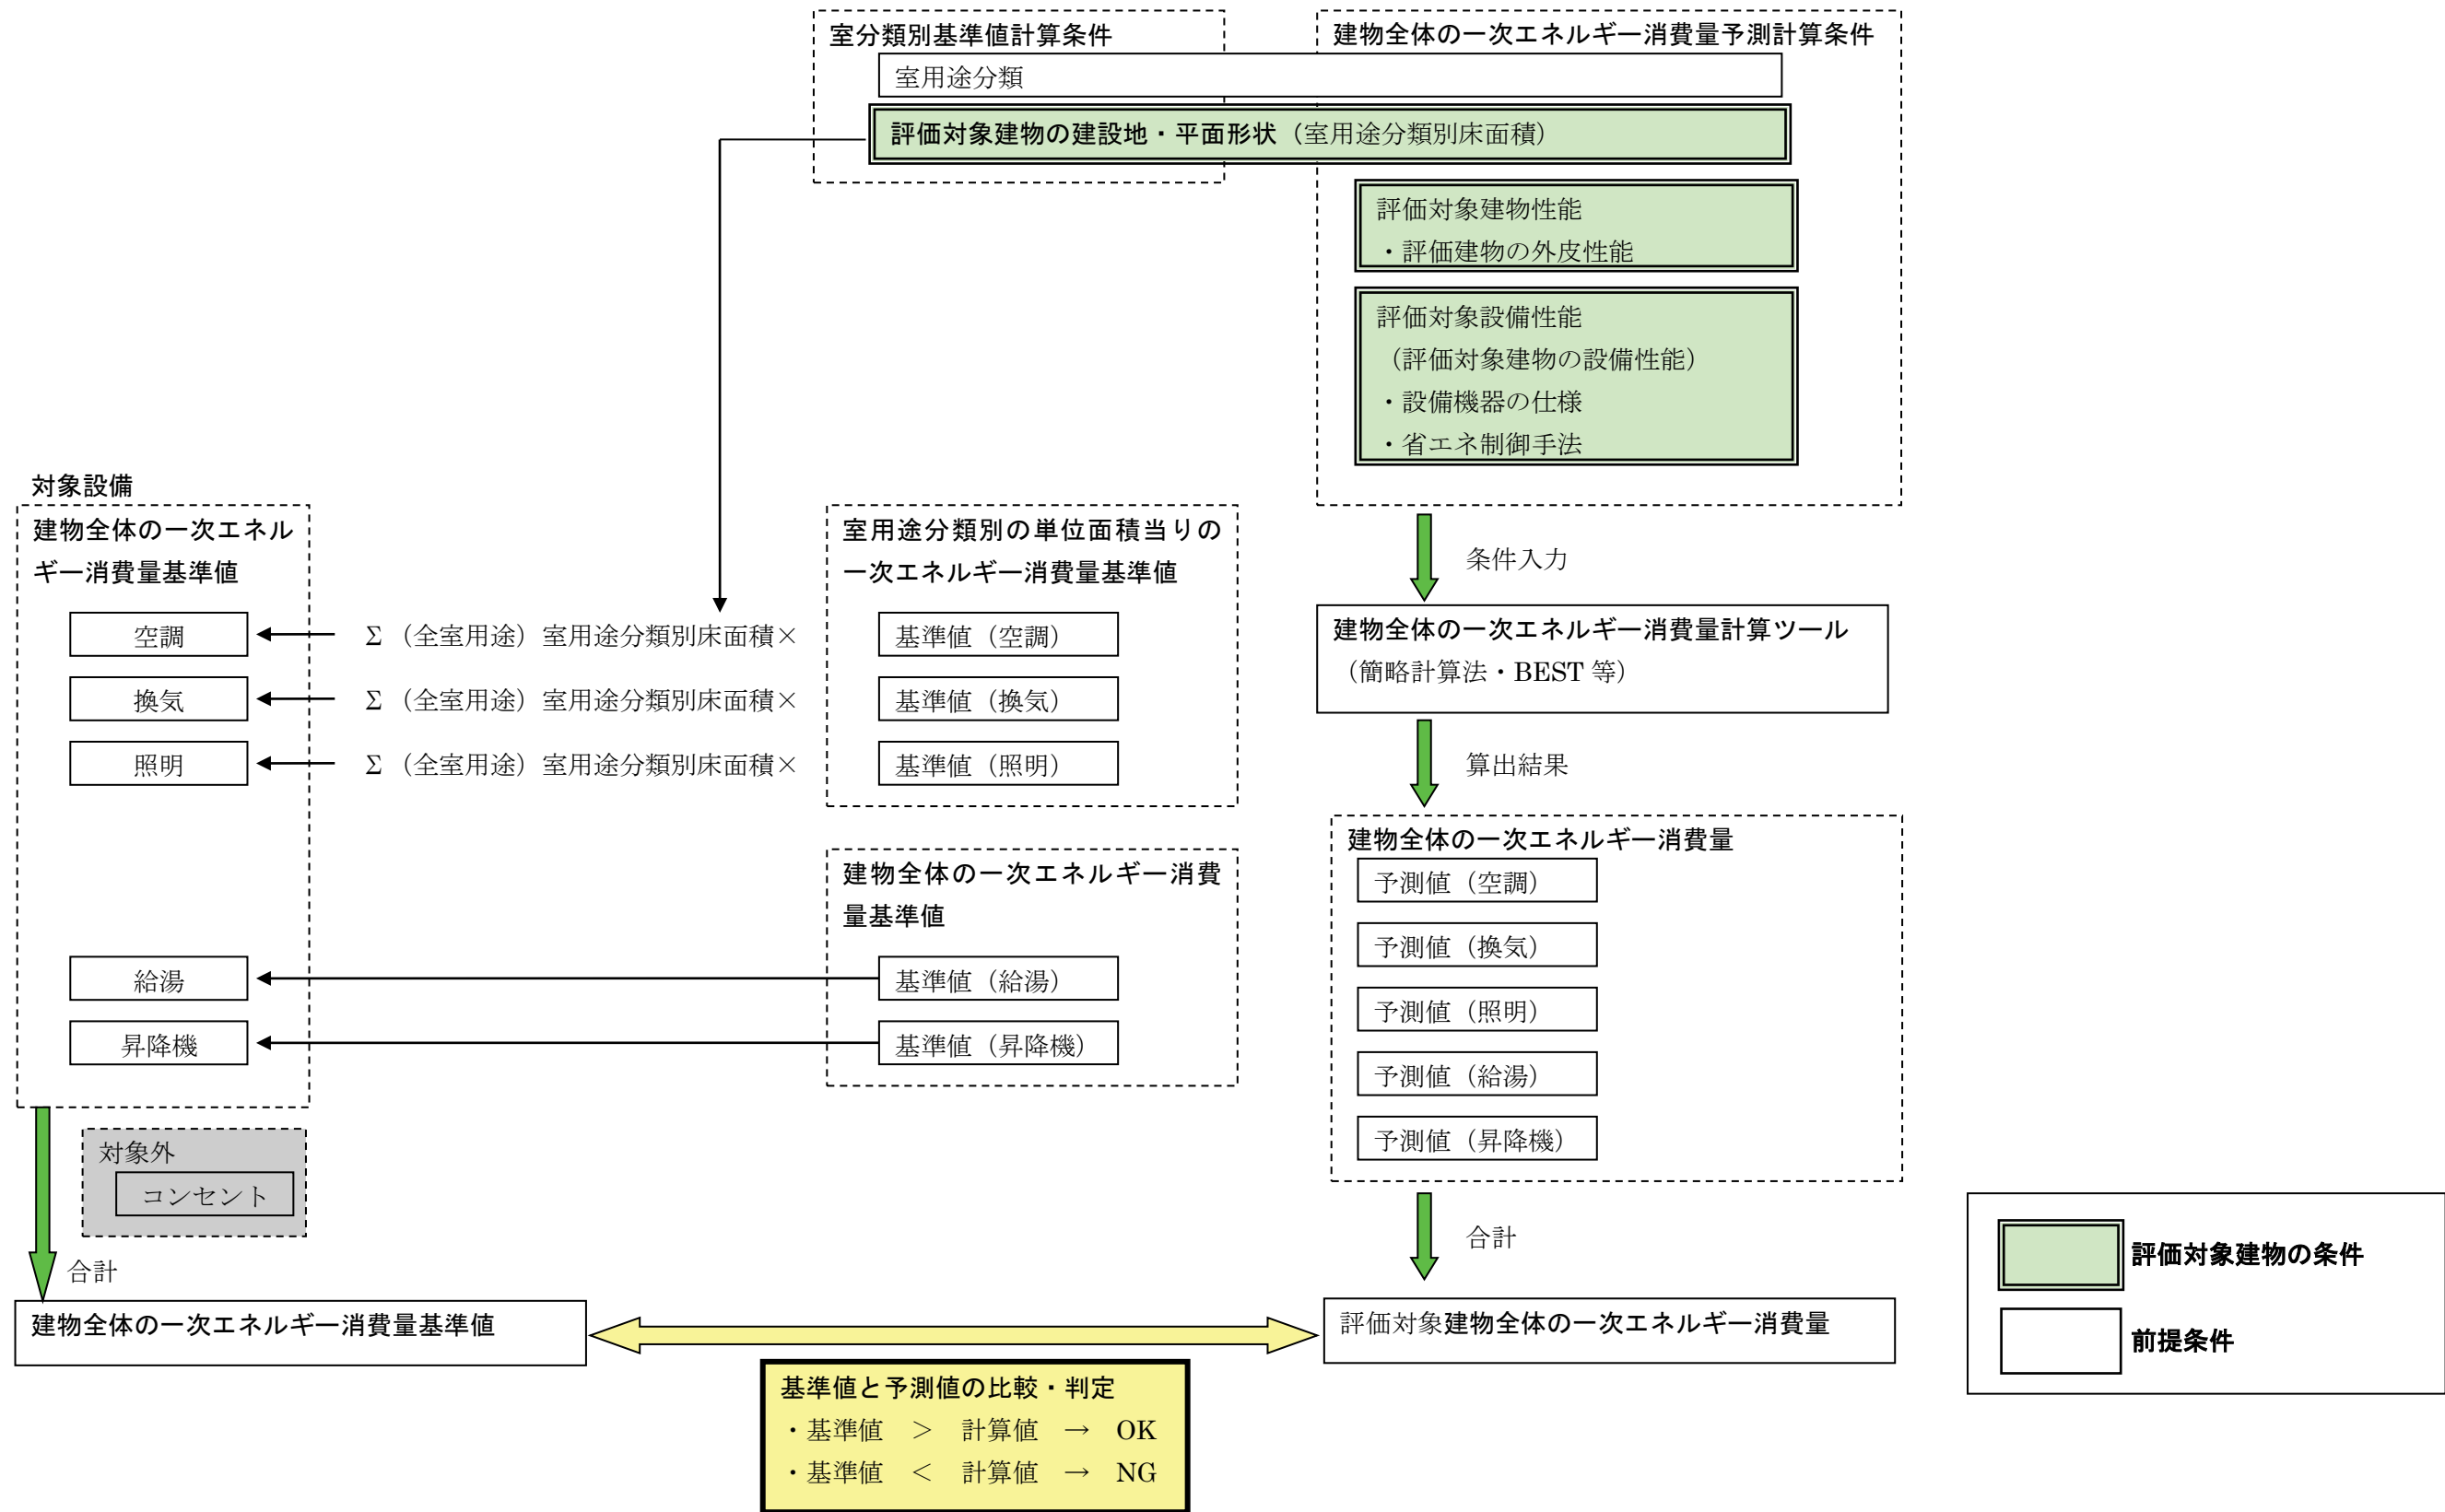 室分類別基準値計算条件
建物全体の一次エネルギー消費量予測計算条件
室用途分類
評価対象建物の建設地・平面形状（室用途分類別床面積）
評価対象建物性能
・評価建物の外皮性能
評価対象設備性能
（評価対象建物の設備性能）
・設備機器の仕様
・省エネ制御手法
対象設備
建物全体の一次エネル
ギー消費量基準値
室用途分類別の単位面積当りの
一次エネルギー消費量基準値
条件入力
空調
Σ（全室用途）室用途分類別床面積×
基準値（空調）
換気
Σ（全室用途）室用途分類別床面積×
基準値（換気）
照明
Σ（全室用途）室用途分類別床面積×
基準値（照明）
建物全体の一次エネルギー消費量計算ツール
（簡略計算法・BEST 等）
算出結果
建物全体の一次エネルギー消費
量基準値
給湯
基準値（給湯）
昇降機
基準値（昇降機）
建物全体の一次エネルギー消費量
予測値（空調）
予測値（換気）
予測値（照明）
予測値（給湯）
予測値（昇降機）
対象外
コンセント
合計
合計
建物全体の一次エネルギー消費量基準値
評価対象建物全体の一次エネルギー消費量
基準値と予測値の比較・判定
・基準値　＞　計算値　→　OK
・基準値　＜　計算値　→　NG
評価対象建物の条件
前提条件